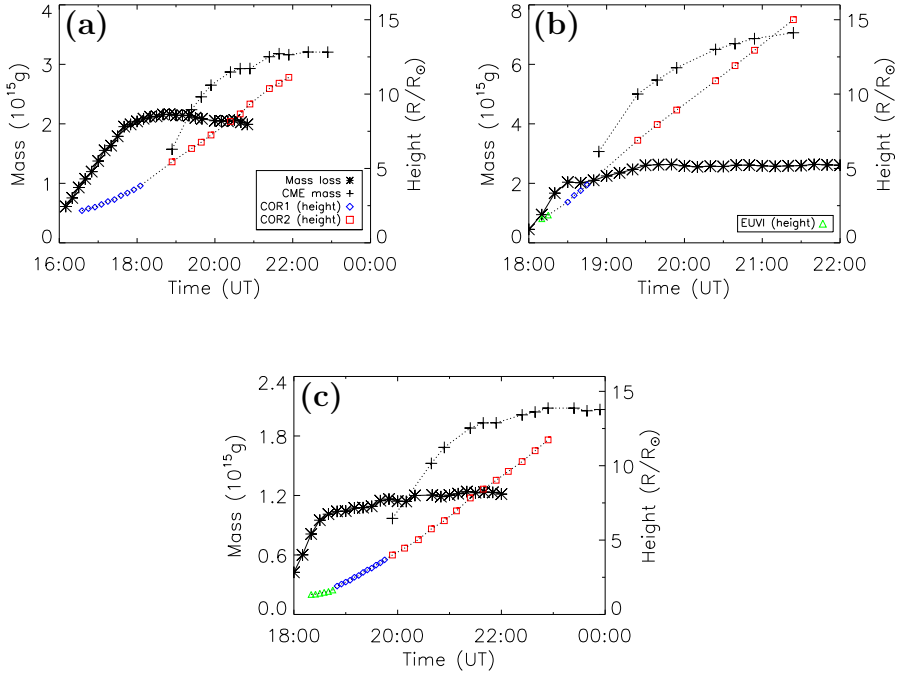 (a)
Mass (10¹⁵g)
4
3
2
1
0
15
10
5
0
Height (R/R⊙)
Mass loss
CME mass
COR1 (height)
COR2 (height)
16:00 18:00 20:00 22:00 00:00
Time (UT)
(b)
Mass (10¹⁵g)
8
6
4
2
0
15
10
5
0
Height (R/R⊙)
EUVI (height)
18:00 19:00 20:00 21:00 22:00
Time (UT)
(c)
Mass (10¹⁵g)
2.4
1.8
1.2
0.6
0.0
15
10
5
0
Height (R/R⊙)
18:00 20:00 22:00 00:00
Time (UT)